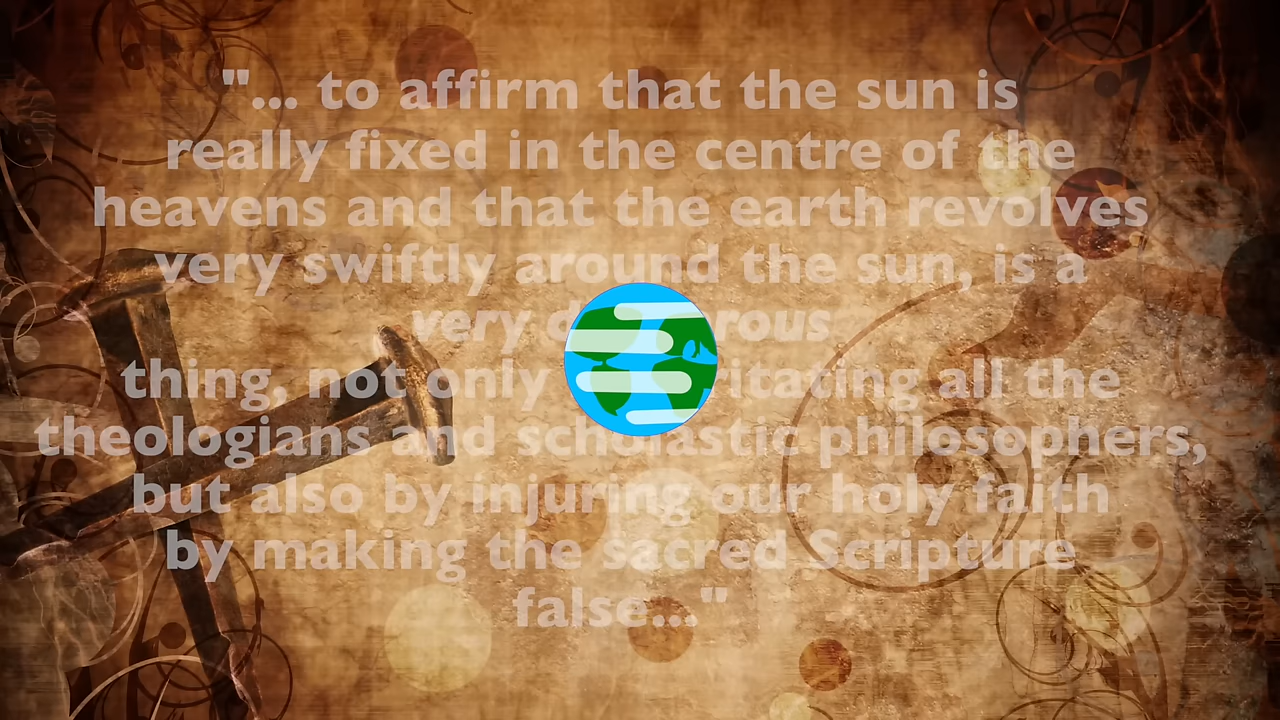 "... to affirm that the sun is
really fixed in the centre of the
heavens and that the earth revolves
very swiftly around the sun, is a
very
thing, not only all the
theologians and scholastic philosophers,
but also by injuring our holy faith
by making the sacred Scripture
false..."